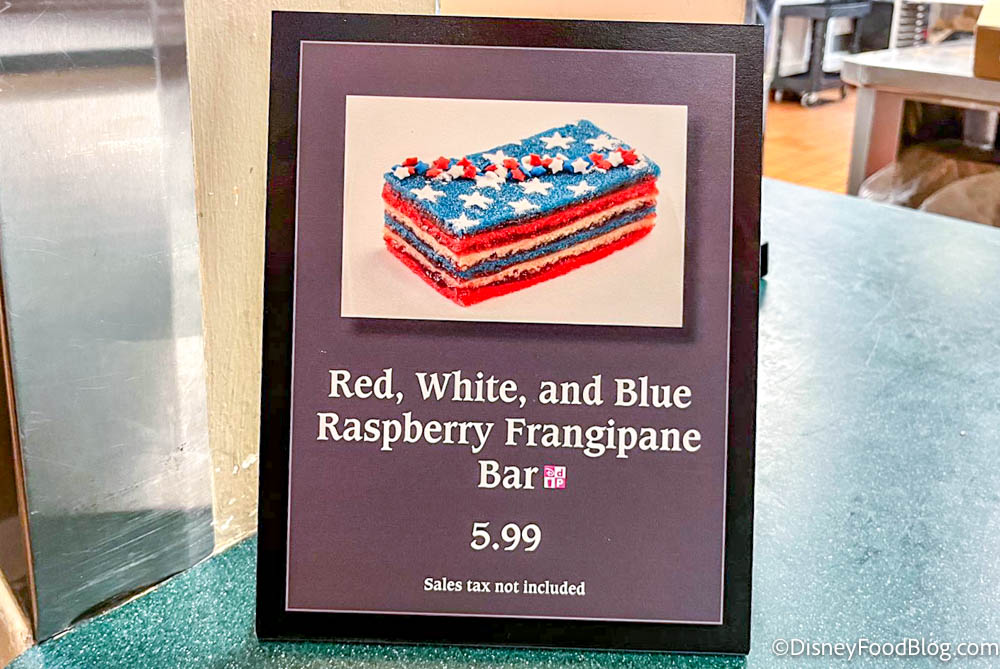 Red, White, and Blue
Raspberry Frangipane
Bar
5.99
Sales tax not included
©DisneyFoodBlog.com